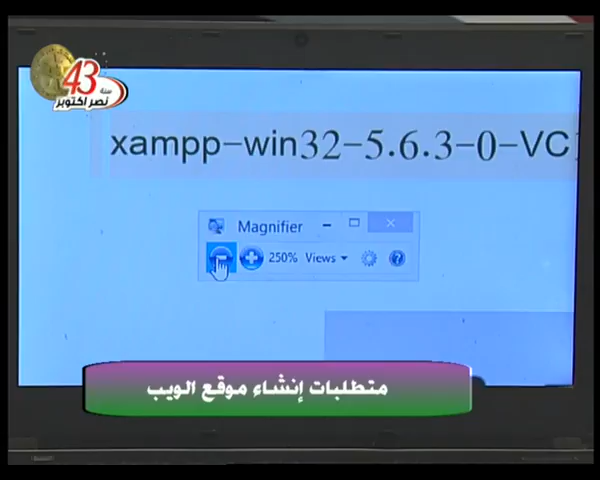 43 سنة
نصر اكتوبر
xampp-win32-5.6.3-0-VC
Magnifier
250% Views
متطلبات إنشاء موقع الويب